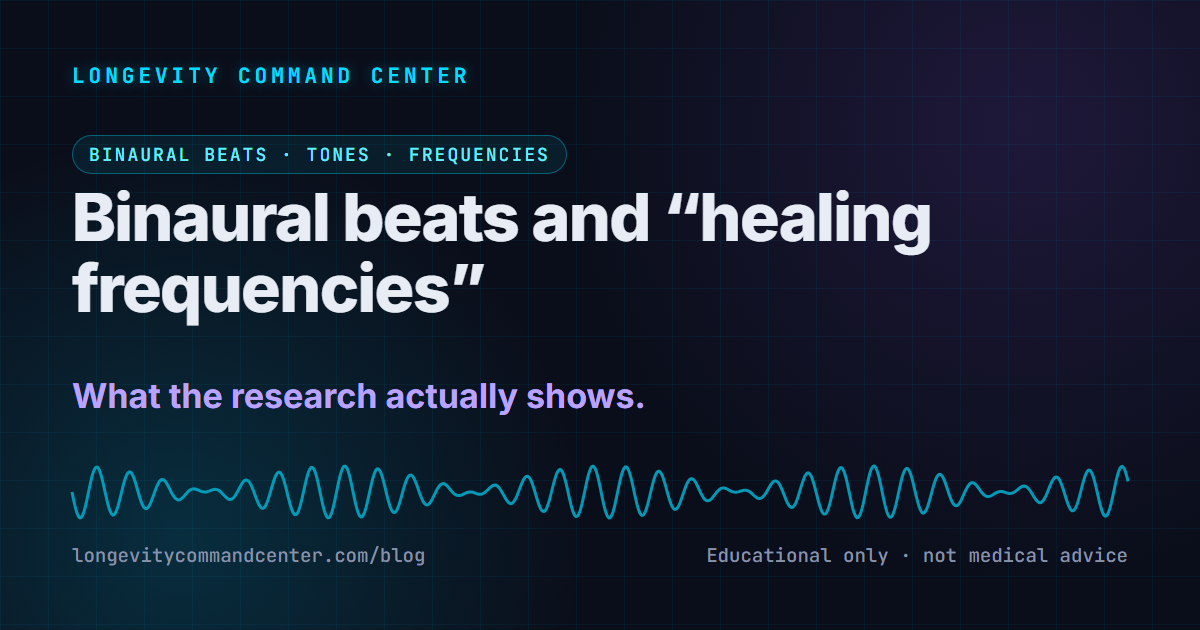 LONGEVITY COMMAND CENTER
BINAURAL BEATS · TONES · FREQUENCIES
Binaural beats and “healing
frequencies”
What the research actually shows.
longevitycommandcenter.com/blog
Educational only · not medical advice